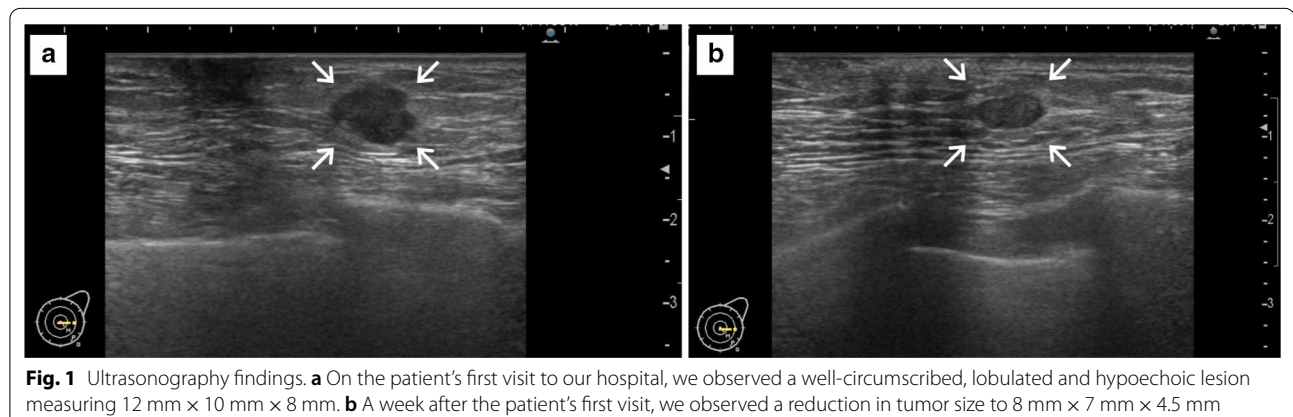 a
b
-1
-2
-3
-1
-2
-3
Fig. 1 Ultrasonography findings. a On the patient’s first visit to our hospital, we observed a well-circumscribed, lobulated and hypoechoic lesion
measuring 12 mm × 10 mm × 8 mm. b A week after the patient’s first visit, we observed a reduction in tumor size to 8 mm × 7 mm × 4.5 mm